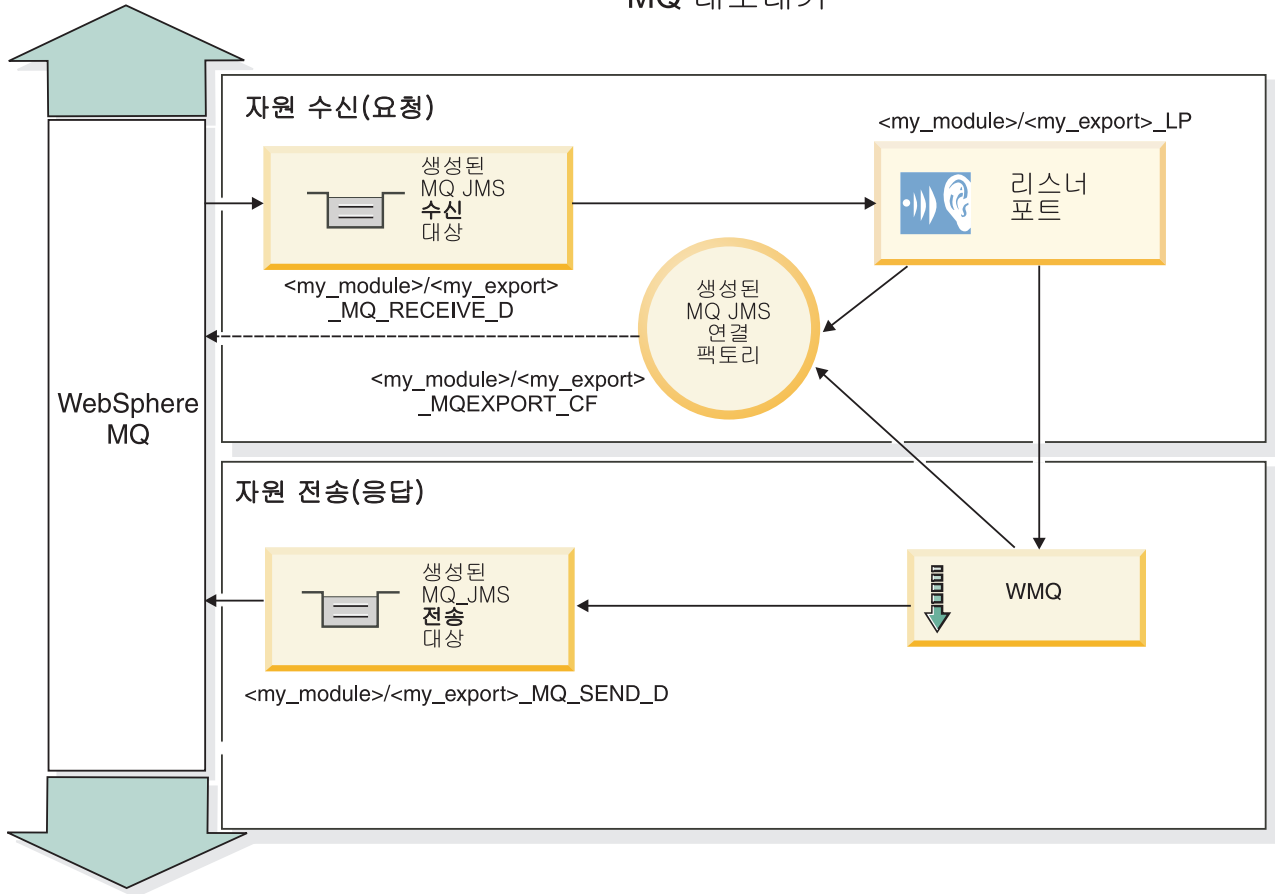 자원 수신(요청)
<my_module>/<my_export>_LP
생성된
MQ JMS
수신
대상
리스너
포트
<my_module>/<my_export>
_MQ_RECEIVE_D
생성된
MQ JMS
연결
팩토리
<my_module>/<my_export>
_MQEXPORT_CF
WebSphere
MQ
자원 전송(응답)
생성된
MQ_JMS
전송
대상
WMQ
<my_module>/<my_export>_MQ_SEND_D